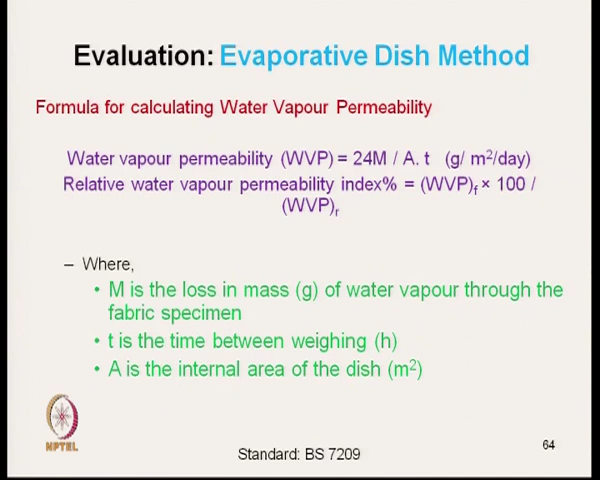 Evaluation: Evaporative Dish Method
Formula for calculating Water Vapour Permeability
Water vapour permeability (WVP) = 24M / A. t (g/ m²/day)
Relative water vapour permeability index% = (WVP)f × 100 /
(WVP)r
– Where,
• M is the loss in mass (g) of water vapour through the
fabric specimen
• t is the time between weighing (h)
• A is the internal area of the dish (m²)
NPTEL
Standard: BS 7209
64